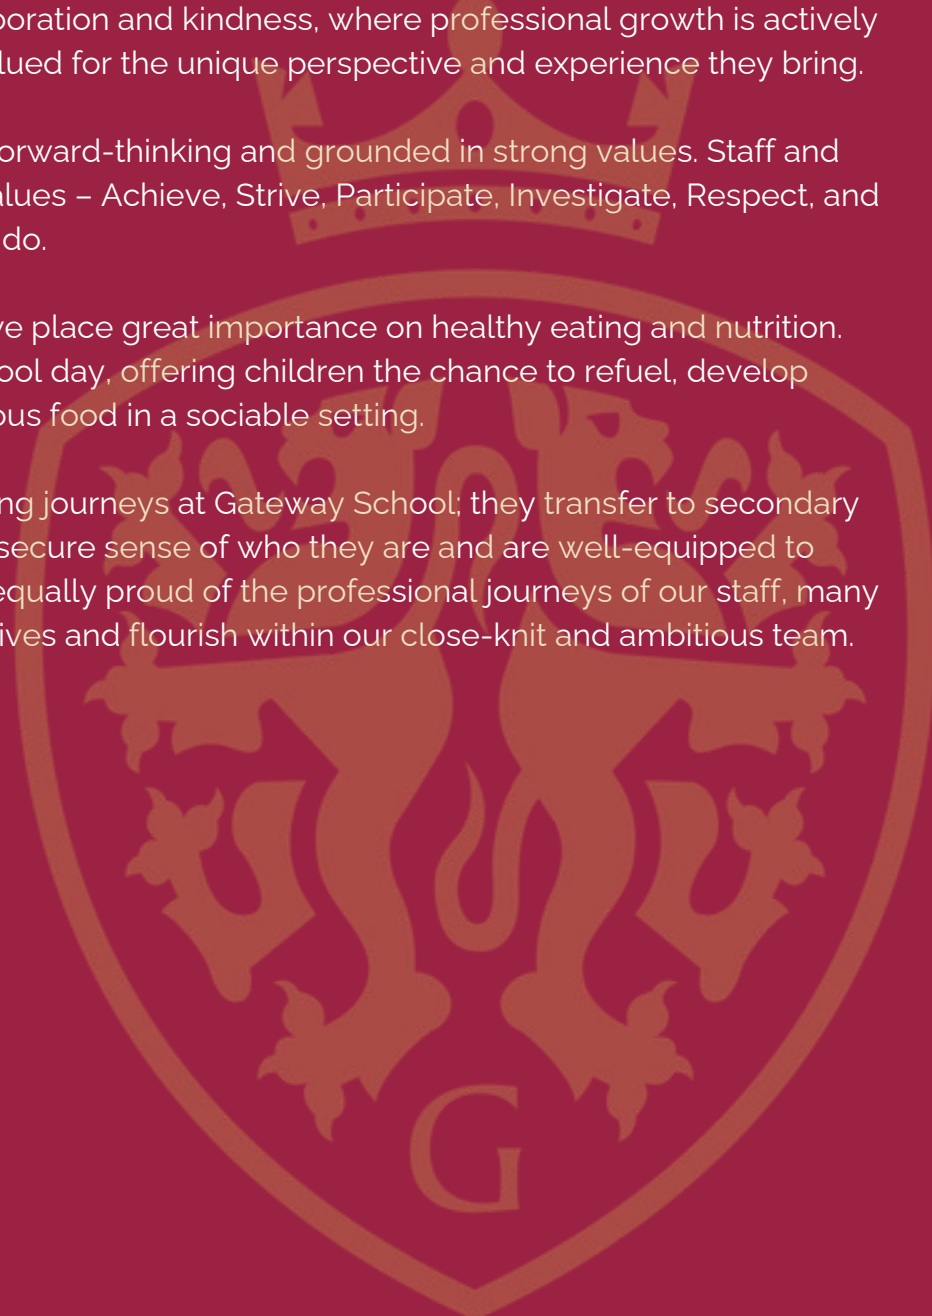 boration and kindness, where professional growth is actively
lued for the unique perspective and experience they bring.
orward-thinking and grounded in strong values. Staff and
alues – Achieve, Strive, Participate, Investigate, Respect, and
do.
ve place great importance on healthy eating and nutrition.
ool day, offering children the chance to refuel, develop
ous food in a sociable setting.
ng journeys at Gateway School; they transfer to secondary
secure sense of who they are and are well-equipped to
equally proud of the professional journeys of our staff, many
ives and flourish within our close-knit and ambitious team.
G